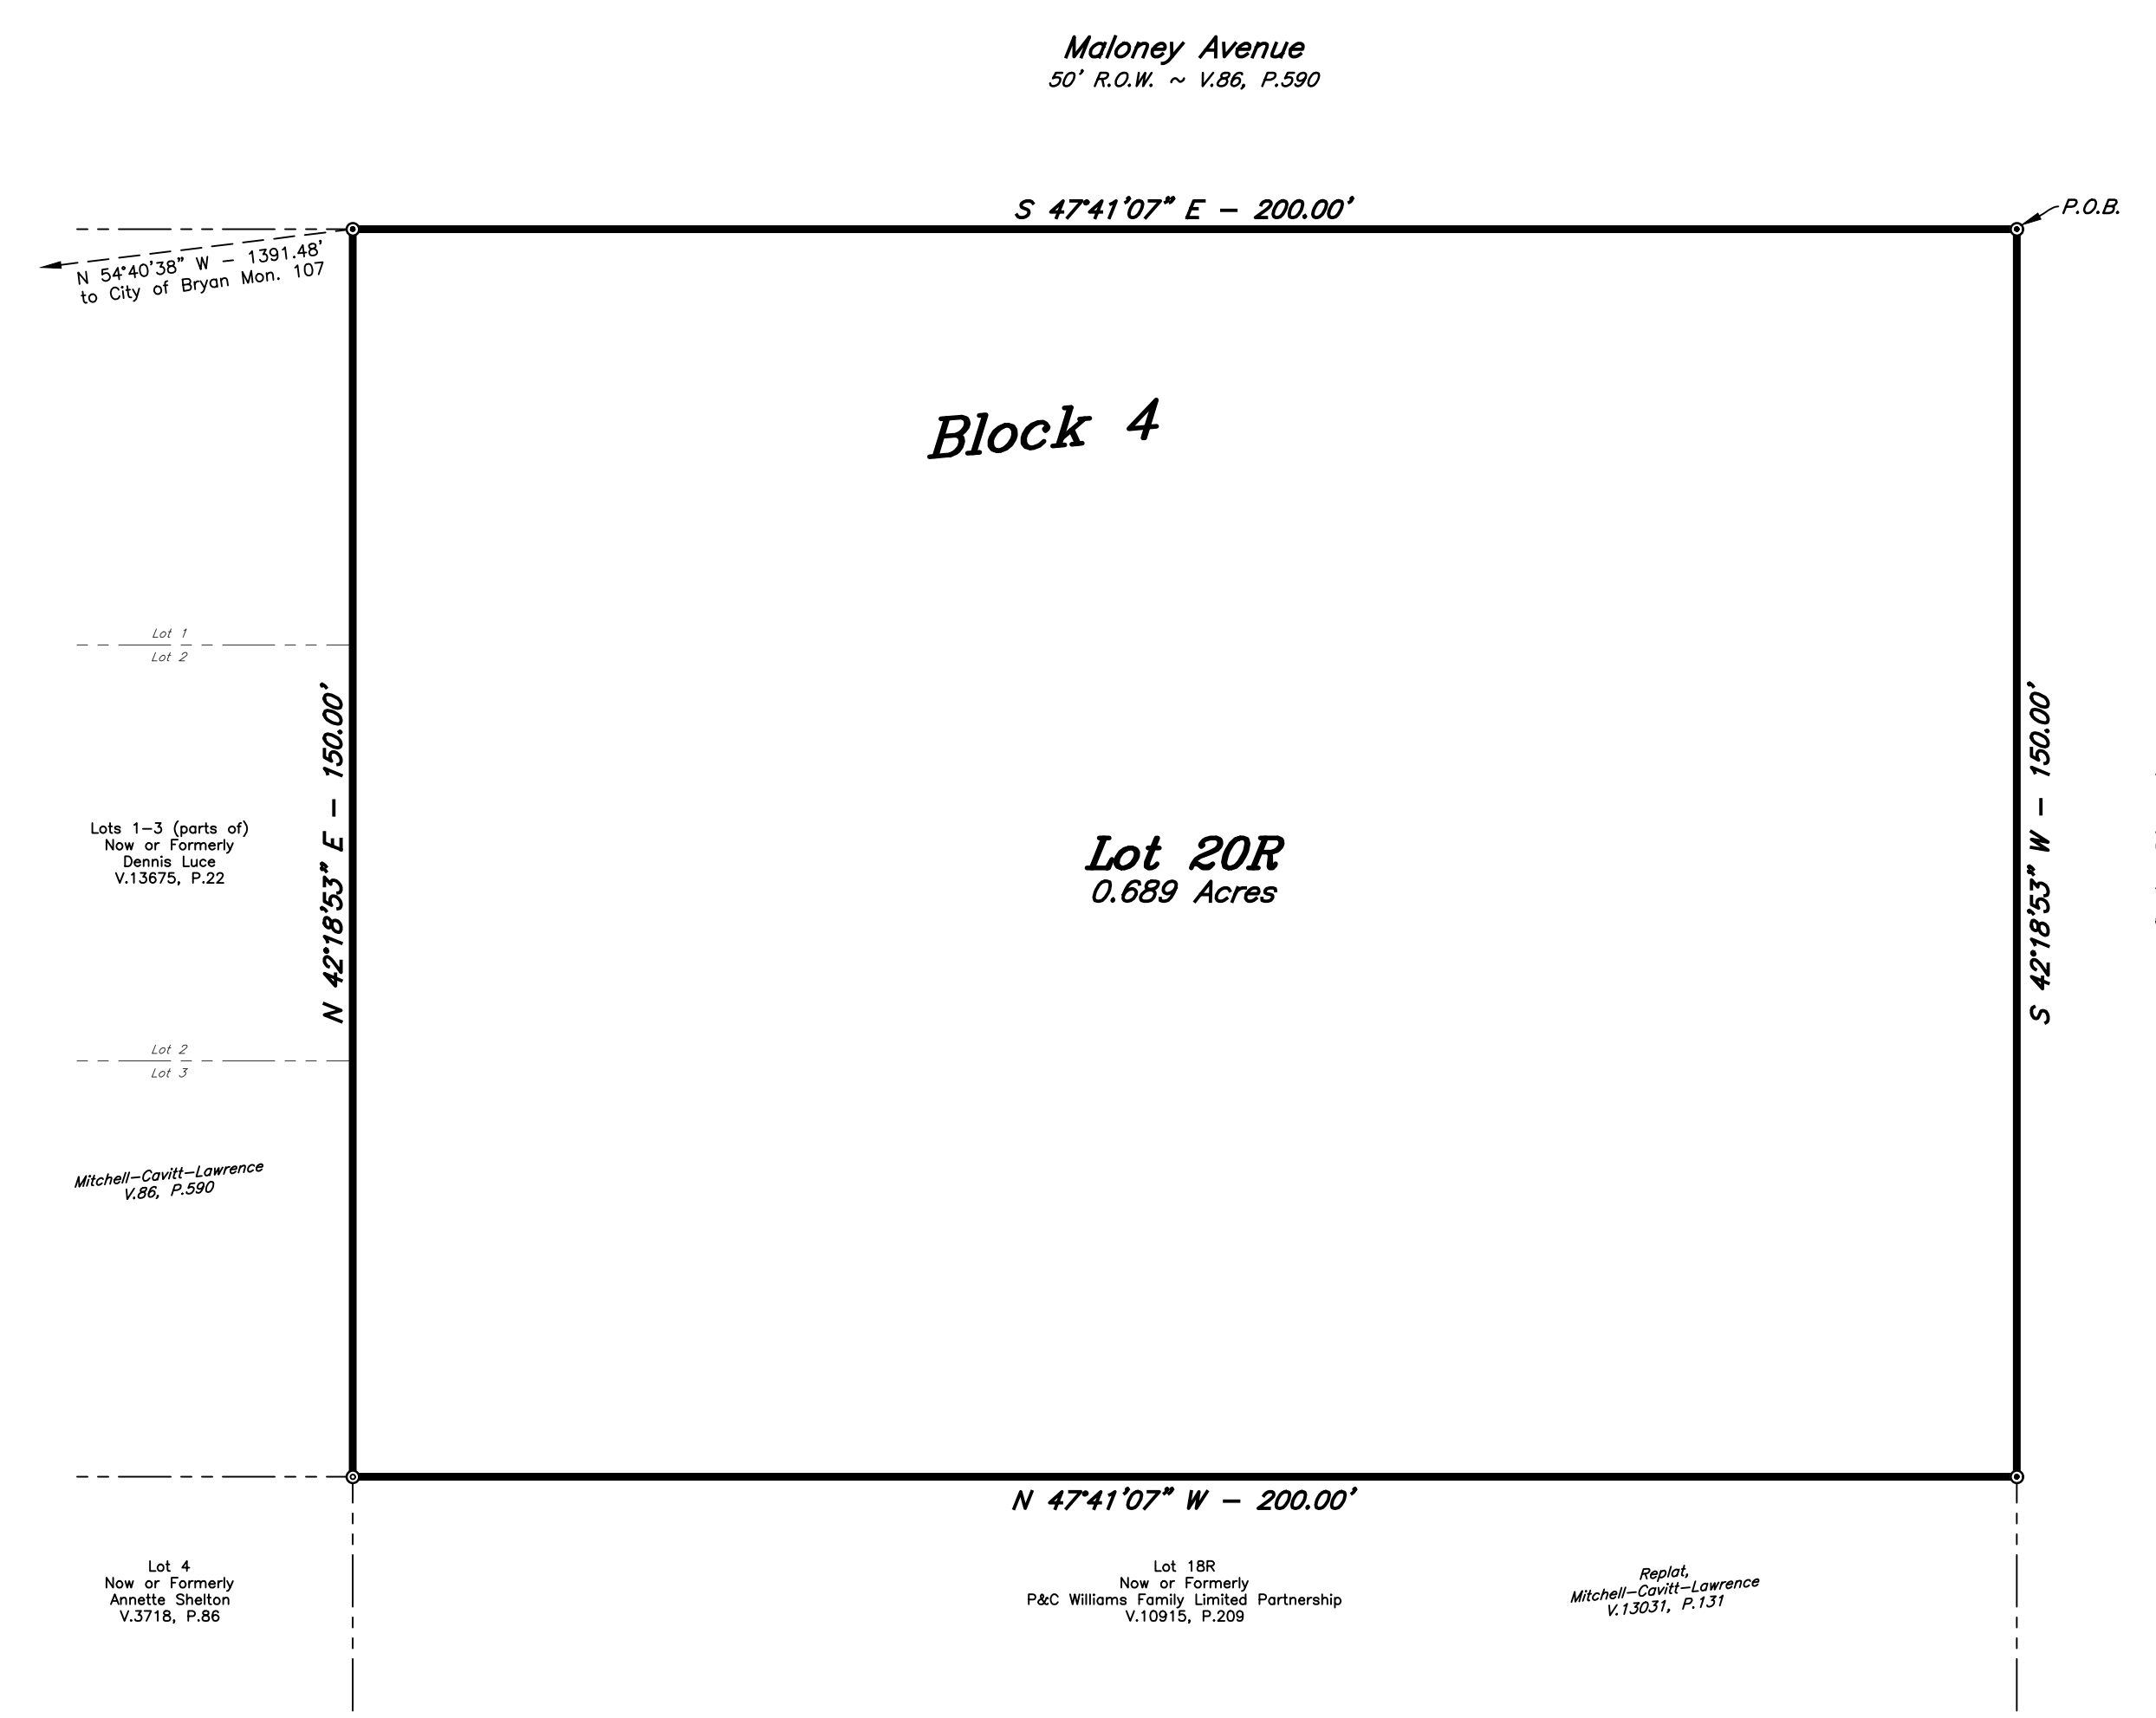 Maloney Avenue
50' R.O.W. ~ V.86, P.590
S 47°41'07" E - 200.00'
P.O.B.
N 54°40'38" W - 1391.48'
to City of Bryan Mon. 107
Block 4
Lot 1
Lot 2
N 42°18'53" E - 150.00'
S 42°18'53" W - 150.00'
Lots 1-3 (parts of)
Now or Formerly
Dennis Luce
V.13675, P.22
Lot 20R
0.689 Acres
Lot 2
Lot 3
Mitchell-Cavitt-Lawrence
V.86, P.590
N 47°41'07" W - 200.00'
Lot 4
Now or Formerly
Annette Shelton
V.3718, P.86
Lot 18R
Now or Formerly
P&C Williams Family Limited Partnership
V.10915, P.209
Replat,
Mitchell-Cavitt-Lawrence
V.13031, P.131